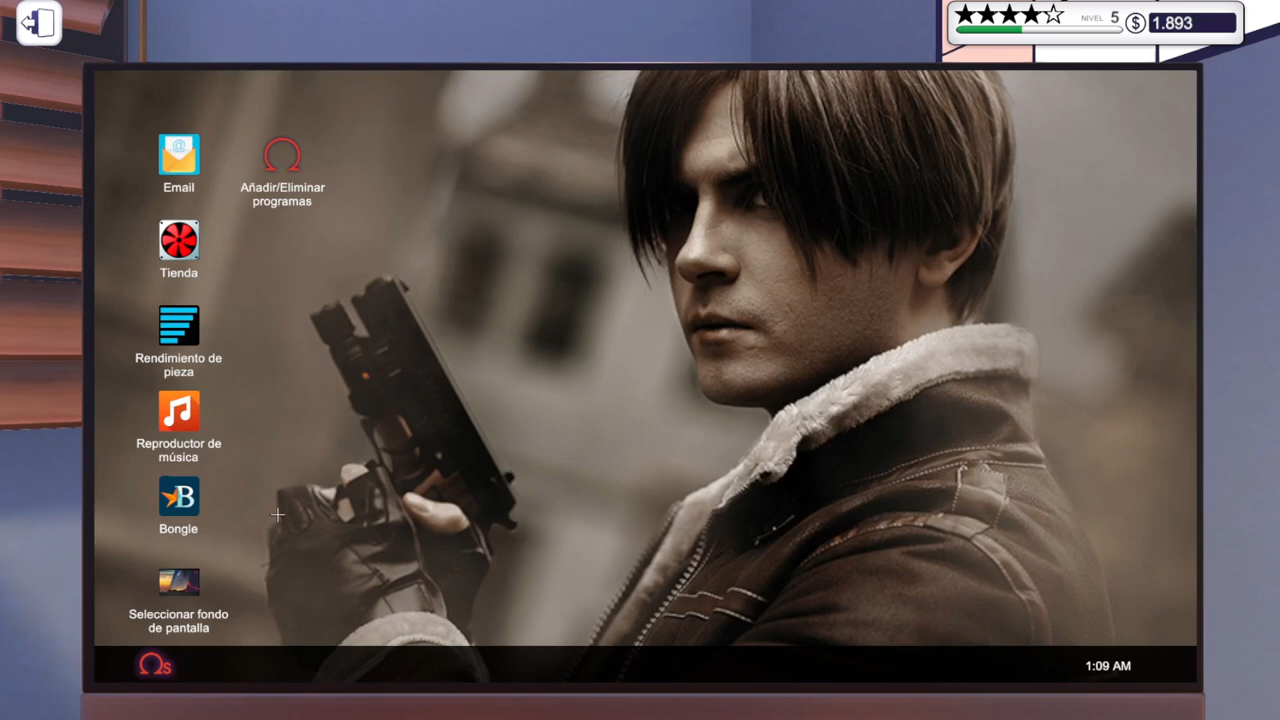 NIVEL 5
$ 1.893
@
Email
Añadir/Eliminar
programas
Tienda
Rendimiento de
pieza
Reproductor de
música
B
Bongle
Seleccionar fondo
de pantalla
Ωs
1:09 AM